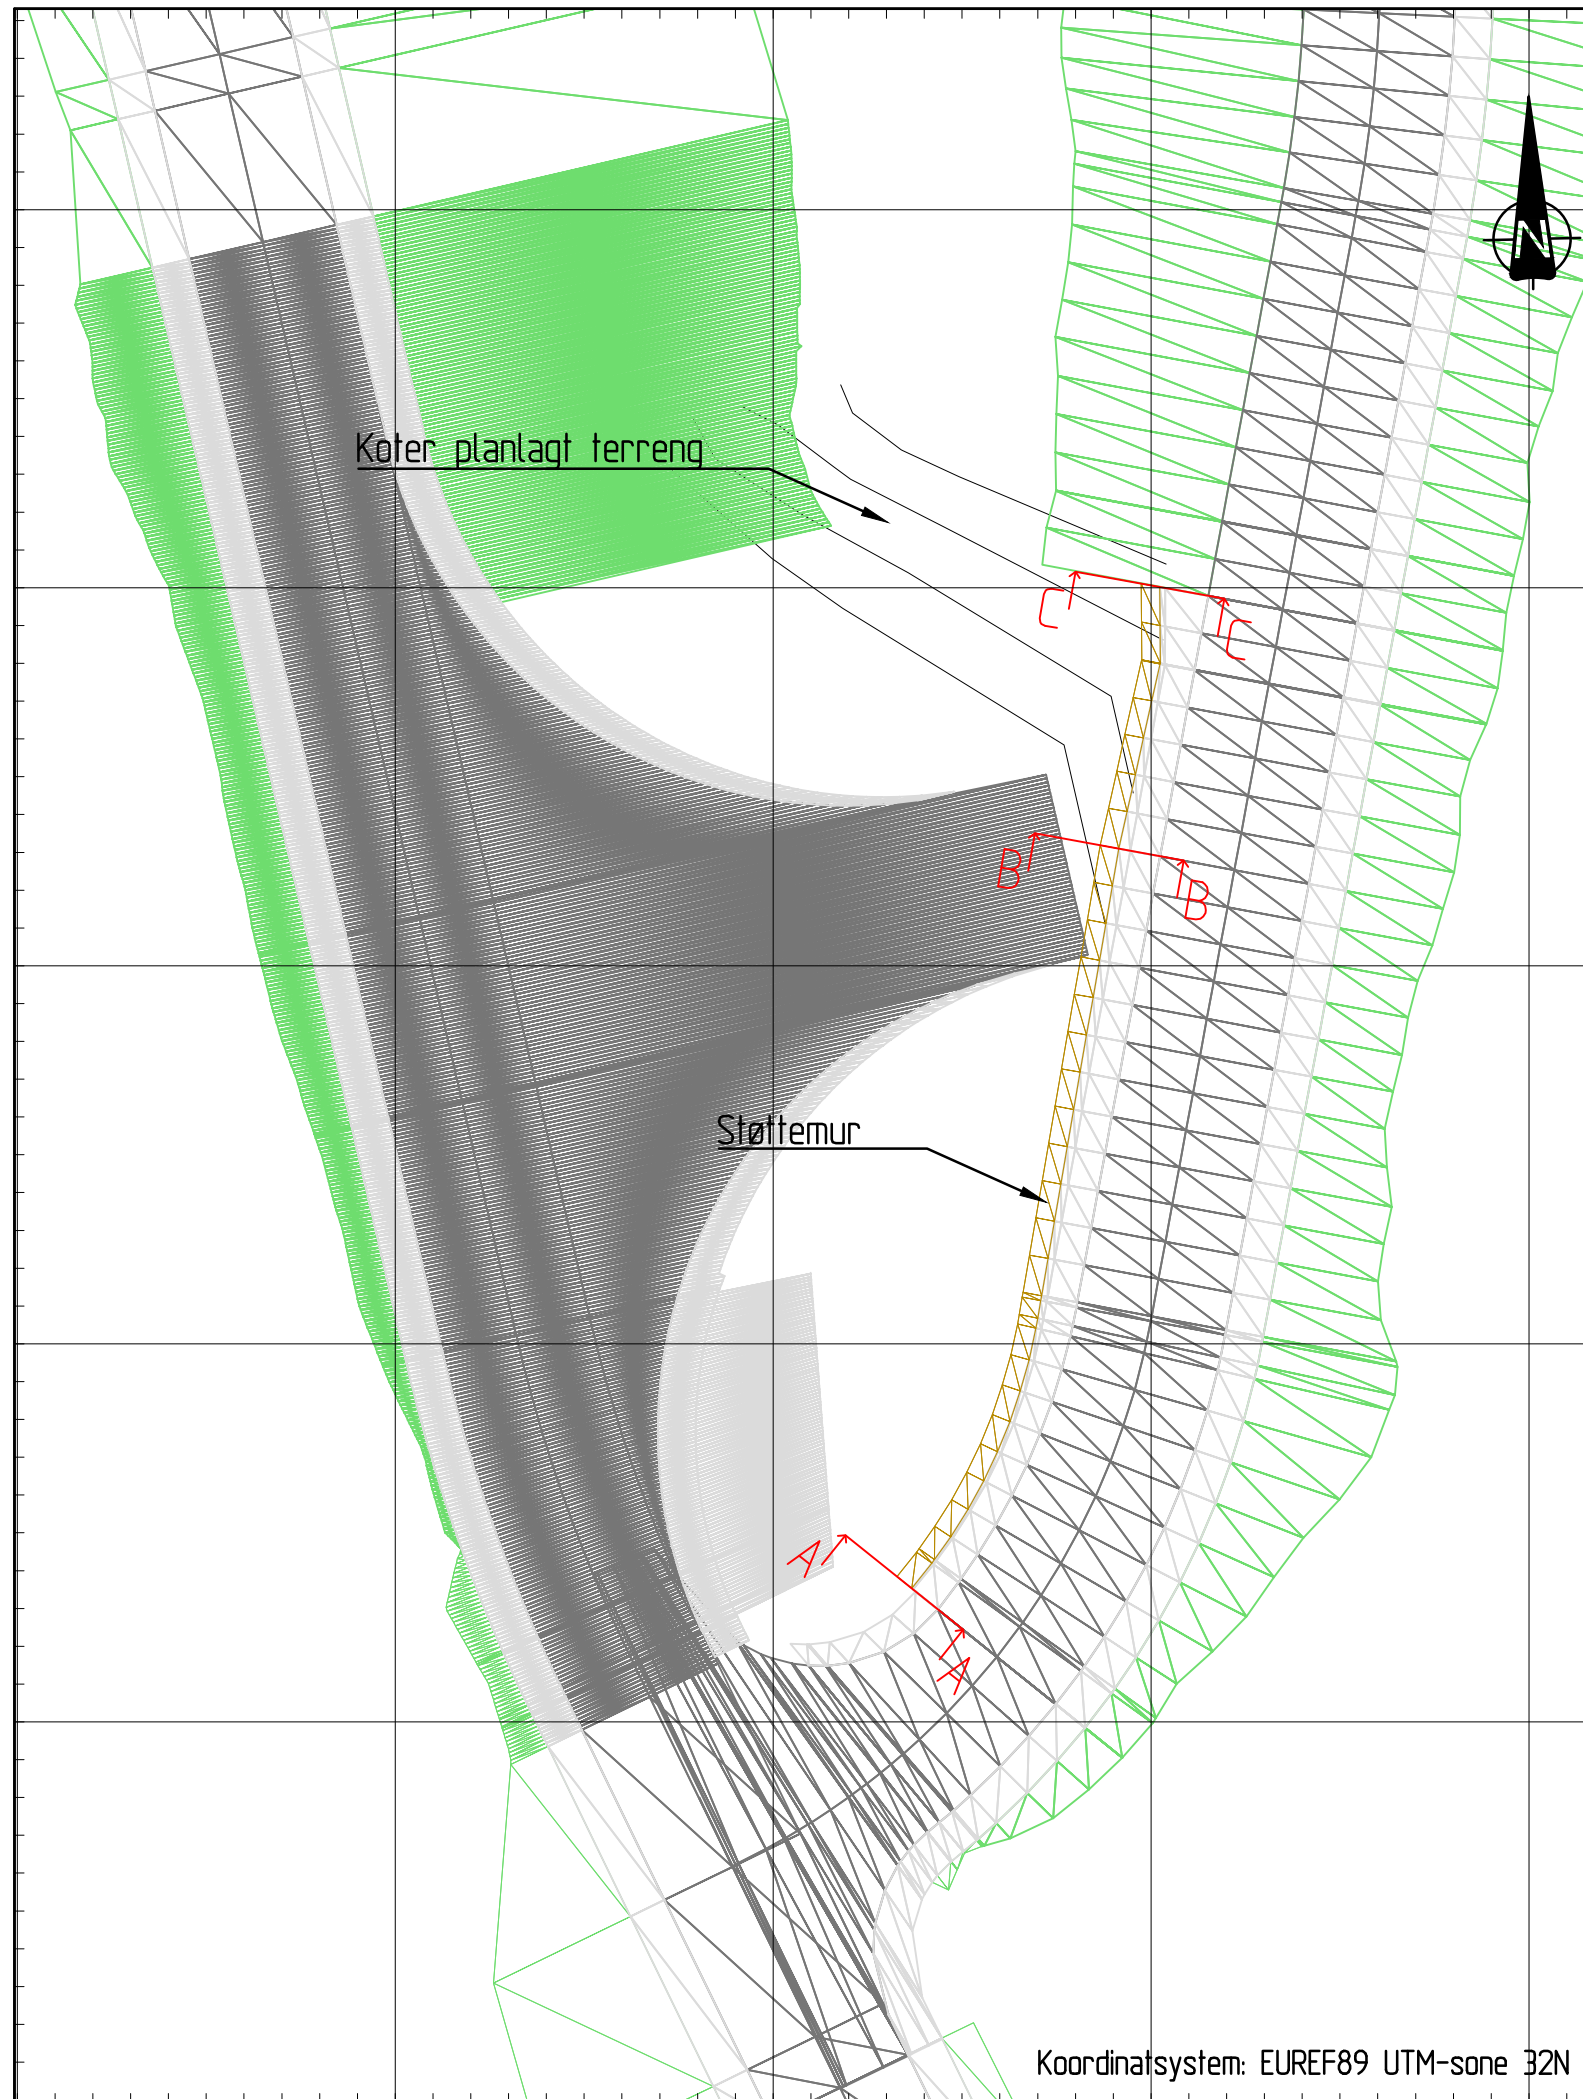 N
Koter planlagt terreng
C
C
B
B
Støttemur
A
A
Koordinatsystem: EUREF89 UTM-sone 32N